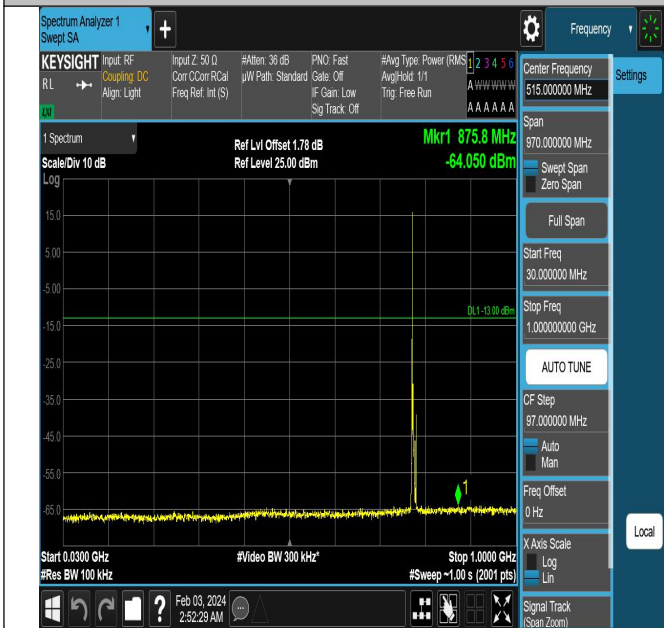 Spectrum Analyzer 1
Swept SA
+
Frequency
KEYSIGHT
RL
LXI
Input: RF
Coupling: DC
Align: Light
Input Z: 50 Ω
Corr CCorr RCal
Freq Ref: Int (S)
#Atten: 36 dB
µW Path: Standard
PNO: Fast
Gate: Off
IF Gain: Low
Sig Track: Off
#Avg Type: Power (RMS
Avg|Hold: 1/1
Trig: Free Run
1 2 3 4 5 6
A W W W W W
A A A A A A
1 Spectrum
Scale/Div 10 dB
Log
Ref Lvl Offset 1.78 dB
Ref Level 25.00 dBm
Mkr1 875.8 MHz
-64.050 dBm
15.0
5.00
-5.00
DL1 -13.00 dBm
-15.0
-25.0
-35.0
-45.0
-55.0
1
-65.0
Start 0.0300 GHz
#Res BW 100 kHz
#Video BW 300 kHz*
Stop 1.0000 GHz
#Sweep ~1.00 s (2001 pts)
?
Feb 03, 2024
2:52:29 AM
Center Frequency
515.000000 MHz
Span
970.000000 MHz
Swept Span
Zero Span
Full Span
Start Freq
30.000000 MHz
Stop Freq
1.000000000 GHz
AUTO TUNE
CF Step
97.000000 MHz
Auto
Man
Freq Offset
0 Hz
X Axis Scale
Log
Lin
Signal Track
(Span Zoom)
Settings
Local